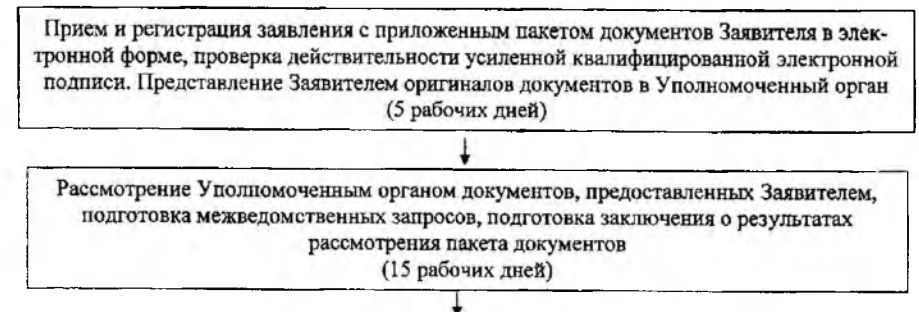 Прием и регистрация заявления с приложенным пакетом документов Заявителя в элек-
тронной форме, проверка действительности усиленной квалифицированной электронной
подписи. Представление Заявителем оригиналов документов в Уполномоченный орган
(5 рабочих дней)
Рассмотрение Уполномоченным органом документов, предоставленных Заявителем,
подготовка межведомственных запросов, подготовка заключения о результатах
рассмотрения пакета документов
(15 рабочих дней)